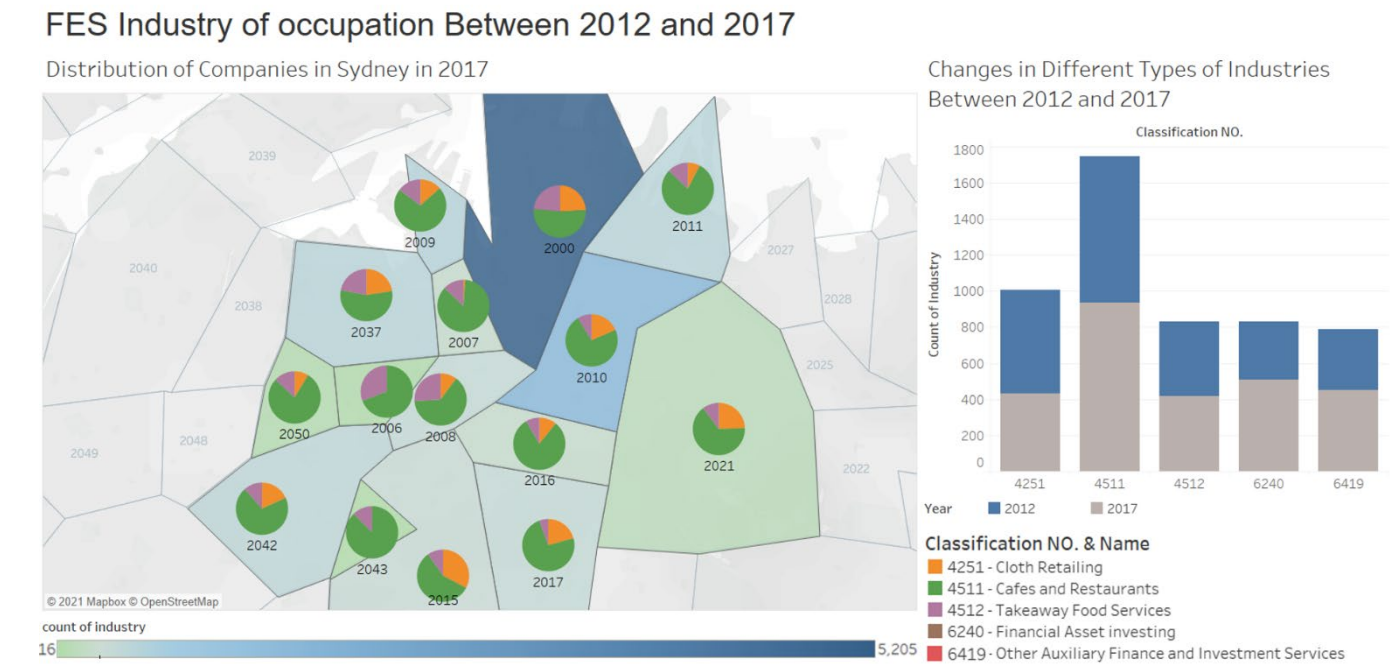 FES Industry of occupation Between 2012 and 2017
Distribution of Companies in Sydney in 2017
2039
2040
2038
2049
2048
2027
2028
2025
2022
2009
2000
2011
2037
2007
2010
2050
2006
2008
2016
2021
2042
2043
2015
2017
© 2021 Mapbox © OpenStreetMap
count of industry
16
5,205
Changes in Different Types of Industries
Between 2012 and 2017
Classification NO.
Count of Industry
1800
1600
1400
1200
1000
800
600
400
200
0
4251 4511 4512 6240 6419
Year 2012 2017
Classification NO. & Name
4251 - Cloth Retailing
4511 - Cafes and Restaurants
4512 - Takeaway Food Services
6240 - Financial Asset investing
6419 - Other Auxiliary Finance and Investment Services